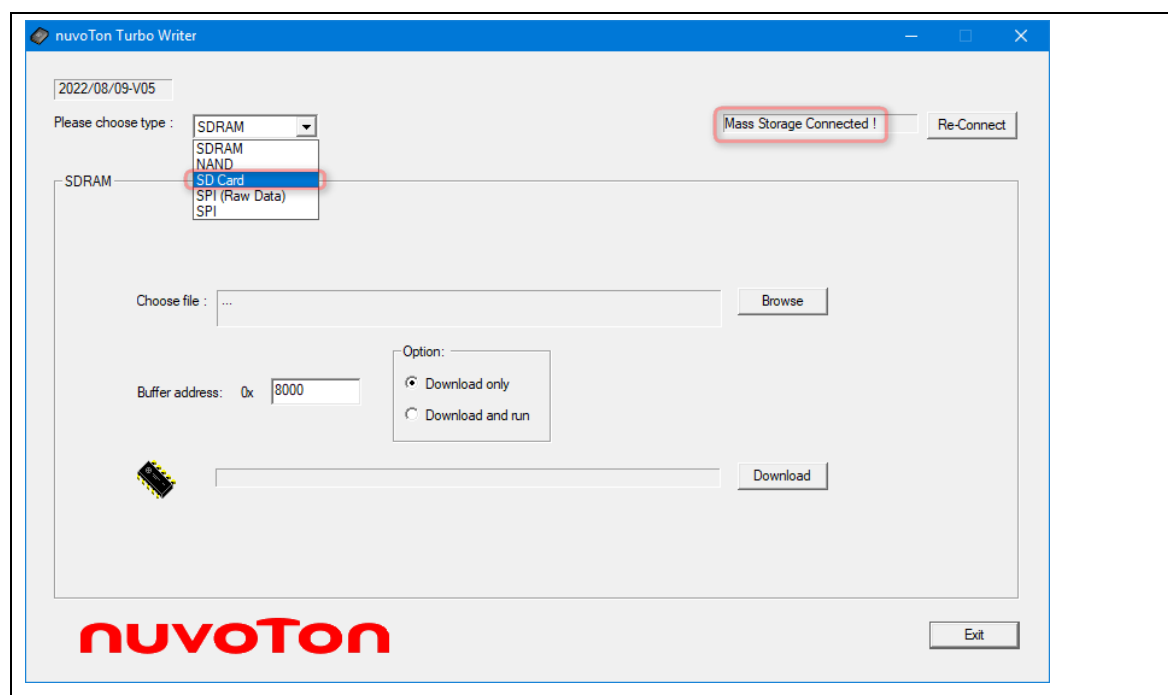 nuvoTon Turbo Writer
2022/08/09-V05
Please choose type : SDRAM Mass Storage Connected ! Re-Connect
SDRAM
NAND
SD Card
SPI (Raw Data)
SPI
SDRAM
Choose file : ... Browse
Option:
Buffer address: 0x 8000
Download only
Download and run
Download
nuvoTon
Exit